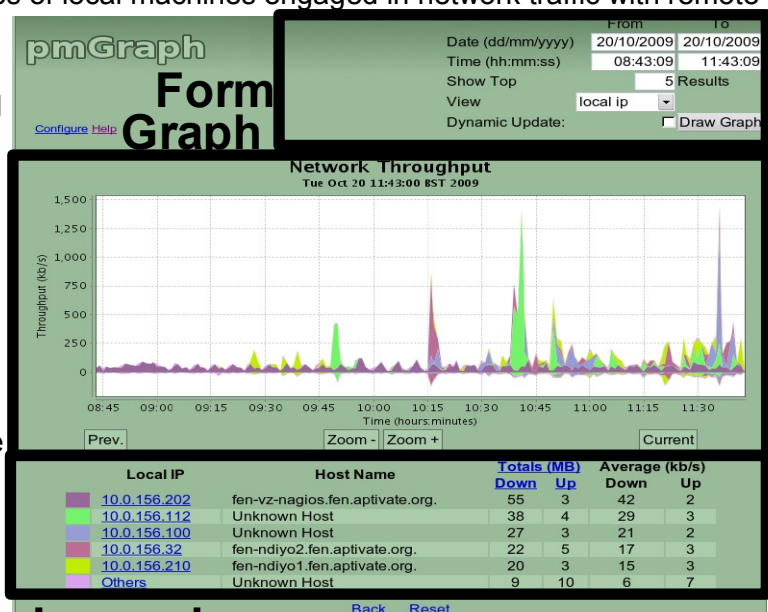 s of local machines engaged in network traffic with remote
pmGraph
From To
Date (dd/mm/yyyy) 20/10/2009 20/10/2009
Time (hh:mm:ss) 08:43:09 11:43:09
Show Top 5 Results
View local ip
Dynamic Update: Draw Graph
Form
Configure Help
Graph
Network Throughput
Tue Oct 20 11:43:00 BST 2009
Throughput (kb/s)
1,500
1,250
1,000
750
500
250
0
08:45 09:00 09:15 09:30 09:45 10:00 10:15 10:30 10:45 11:00 11:15 11:30
Time (hours:minutes)
Prev. Zoom - Zoom + Current
Totals (MB) Average (kb/s)
Local IP Host Name Down Up Down Up
10.0.156.202 fen-vz-nagios.fen.aptivate.org. 55 3 42 2
10.0.156.112 Unknown Host 38 4 29 3
10.0.156.100 Unknown Host 27 3 21 2
10.0.156.32 fen-ndiyo2.fen.aptivate.org. 22 5 17 3
10.0.156.210 fen-ndiyo1.fen.aptivate.org. 20 3 15 3
Others Unknown Host 9 10 6 7
Back Reset